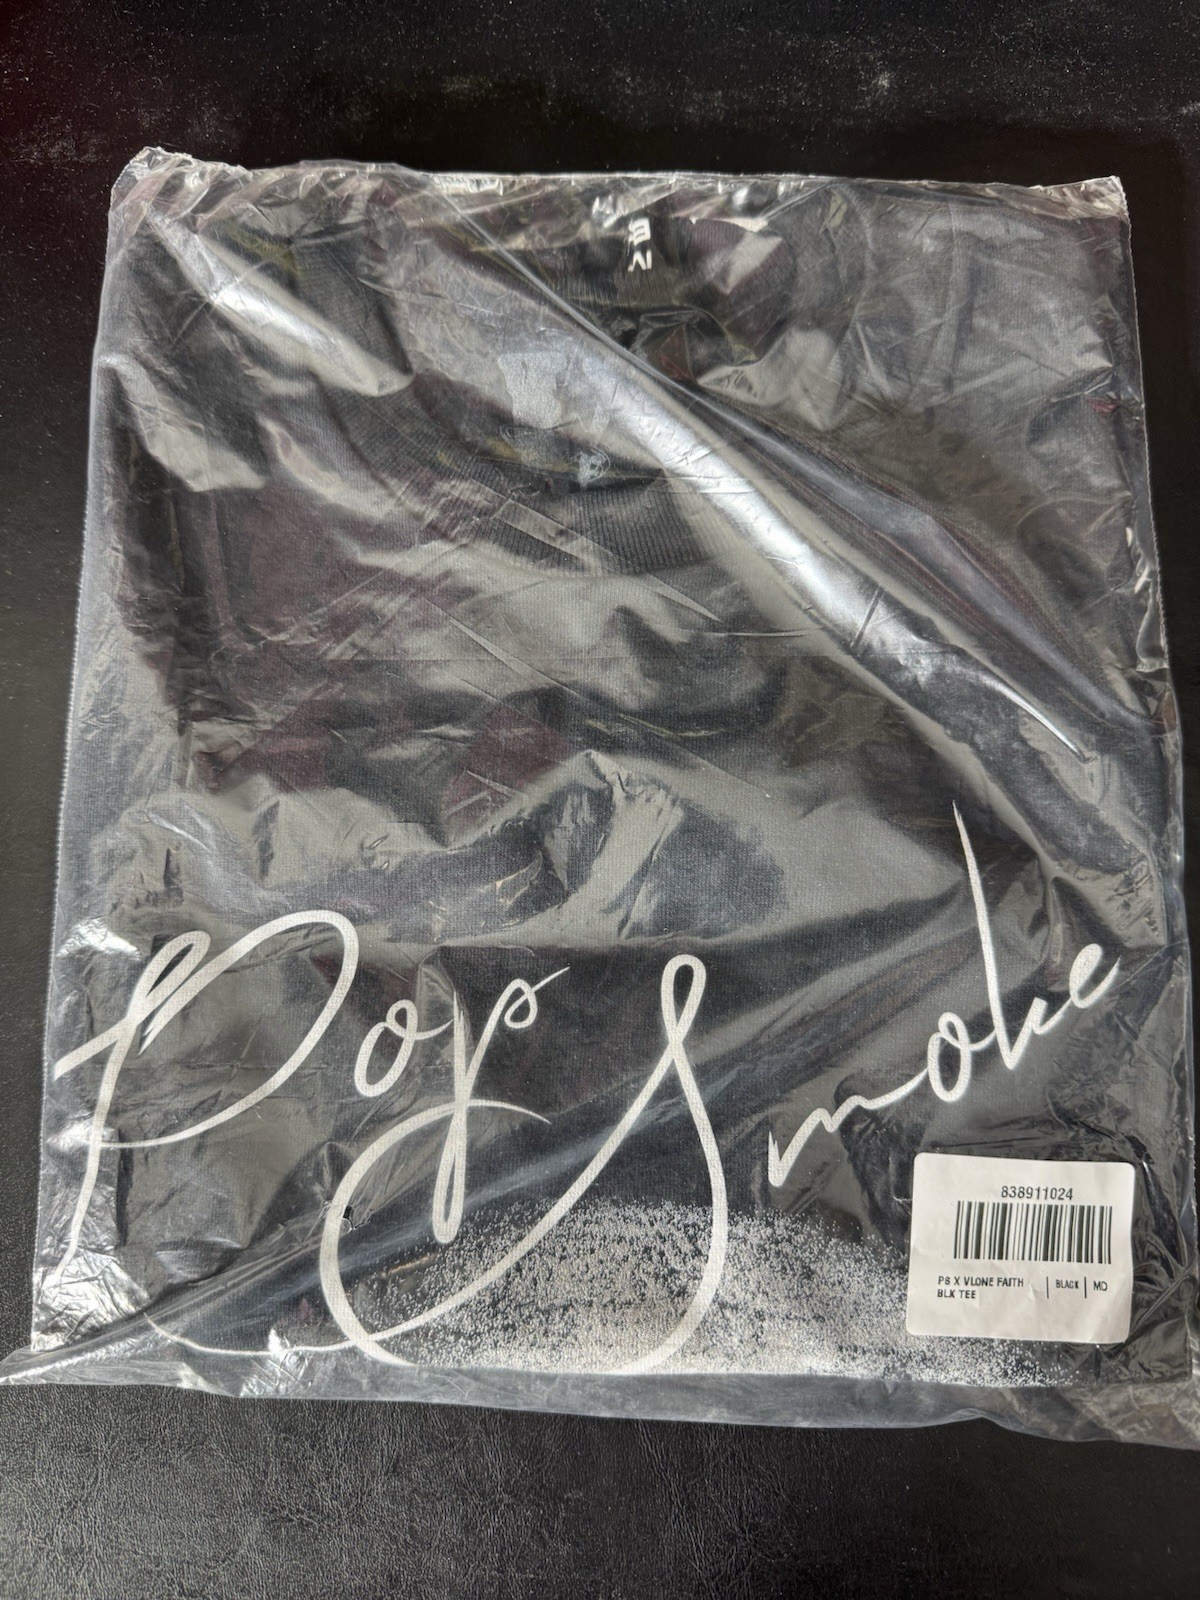 Pop Smoke
838911024
PS X VLONE FAITH | BLACK | MD
BLK TEE